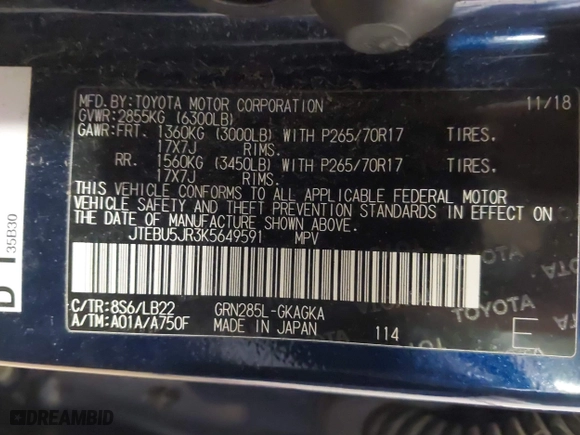 MFD.BY:TOYOTA MOTOR CORPORATION 11/18
GVWR:2855KG (6300LB)
GAWR:FRT. 1360KG (3000LB) WITH P265/70R17 TIRES.
17X7J RIMS.
RR. 1560KG (3450LB) WITH P265/70R17 TIRES.
17X7J RIMS.
THIS VEHICLE CONFORMS TO ALL APPLICABLE FEDERAL MOTOR
VEHICLE SAFETY AND THEFT PREVENTION STANDARDS IN EFFECT ON
THE DATE OF MANUFACTURE SHOWN ABOVE.
JTEBU5JR3K5649591 MPV
C/TR:8S6/LB22 GRN285L-GKAGKA
A/TM:A01A/A750F MADE IN JAPAN 114
E
TOYOTA
35B30
DREAMBID